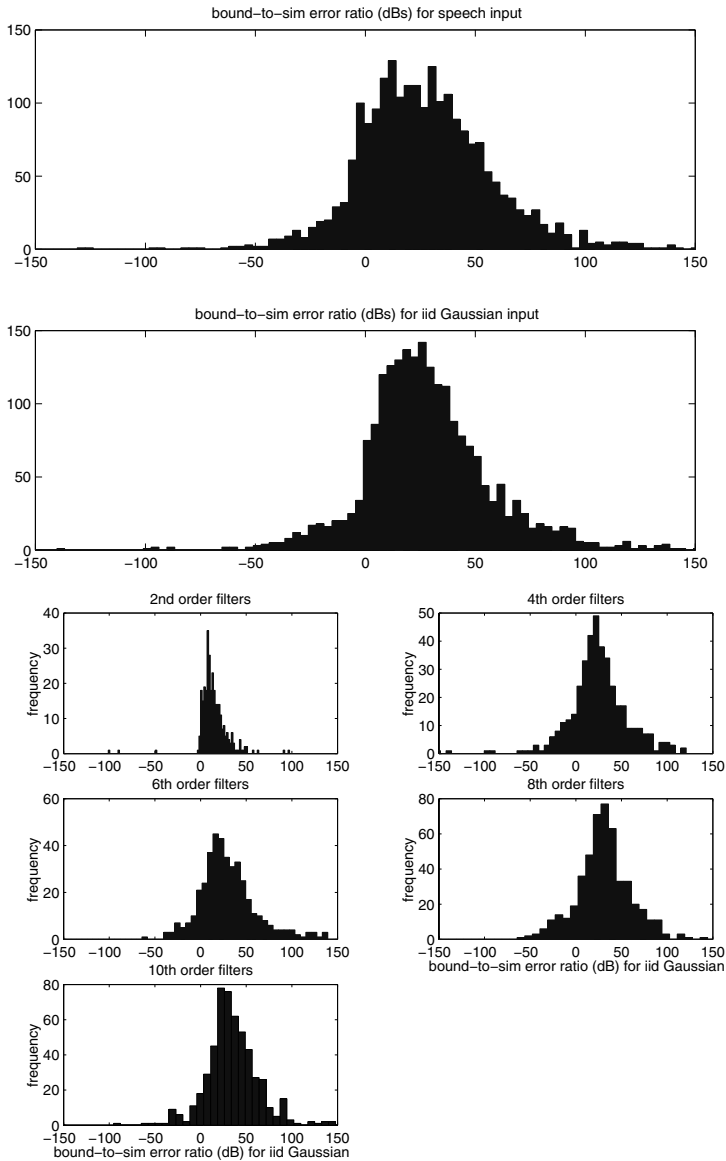 bound−to−sim error ratio (dBs) for speech input
150
100
50
0
−150 −100 −50 0 50 100 150
bound−to−sim error ratio (dBs) for iid Gaussian input
150
100
50
0
−150 −100 −50 0 50 100 150
2nd order filters
40
30
20
10
0
frequency
−150 −100 −50 0 50 100 150
4th order filters
50
40
30
20
10
0
frequency
−150 −100 −50 0 50 100 150
6th order filters
60
40
20
0
frequency
−150 −100 −50 0 50 100 150
8th order filters
80
60
40
20
0
frequency
−150 −100 −50 0 50 100 150
bound−to−sim error ratio (dB) for iid Gaussian
10th order filters
80
60
40
20
0
frequency
−150 −100 −50 0 50 100 150
bound−to−sim error ratio (dB) for iid Gaussian